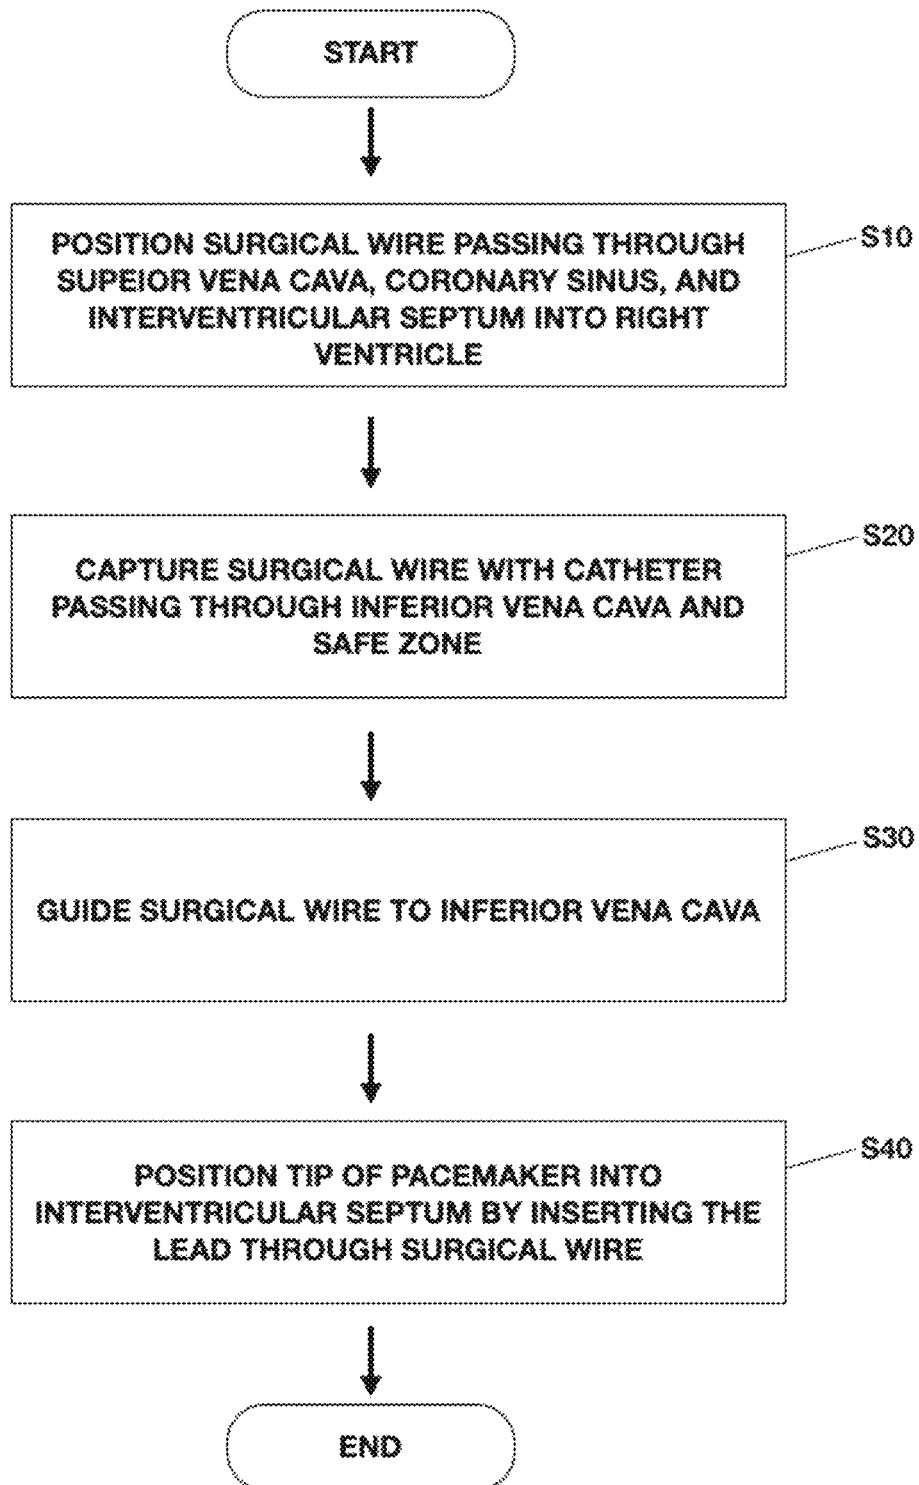 START
POSITION SURGICAL WIRE PASSING THROUGH
SUPEIOR VENA CAVA, CORONARY SINUS, AND
INTERVENTRICULAR SEPTUM INTO RIGHT
VENTRICLE
S10
CAPTURE SURGICAL WIRE WITH CATHETER
PASSING THROUGH INFERIOR VENA CAVA AND
SAFE ZONE
S20
GUIDE SURGICAL WIRE TO INFERIOR VENA CAVA
S30
POSITION TIP OF PACEMAKER INTO
INTERVENTRICULAR SEPTUM BY INSERTING THE
LEAD THROUGH SURGICAL WIRE
S40
END